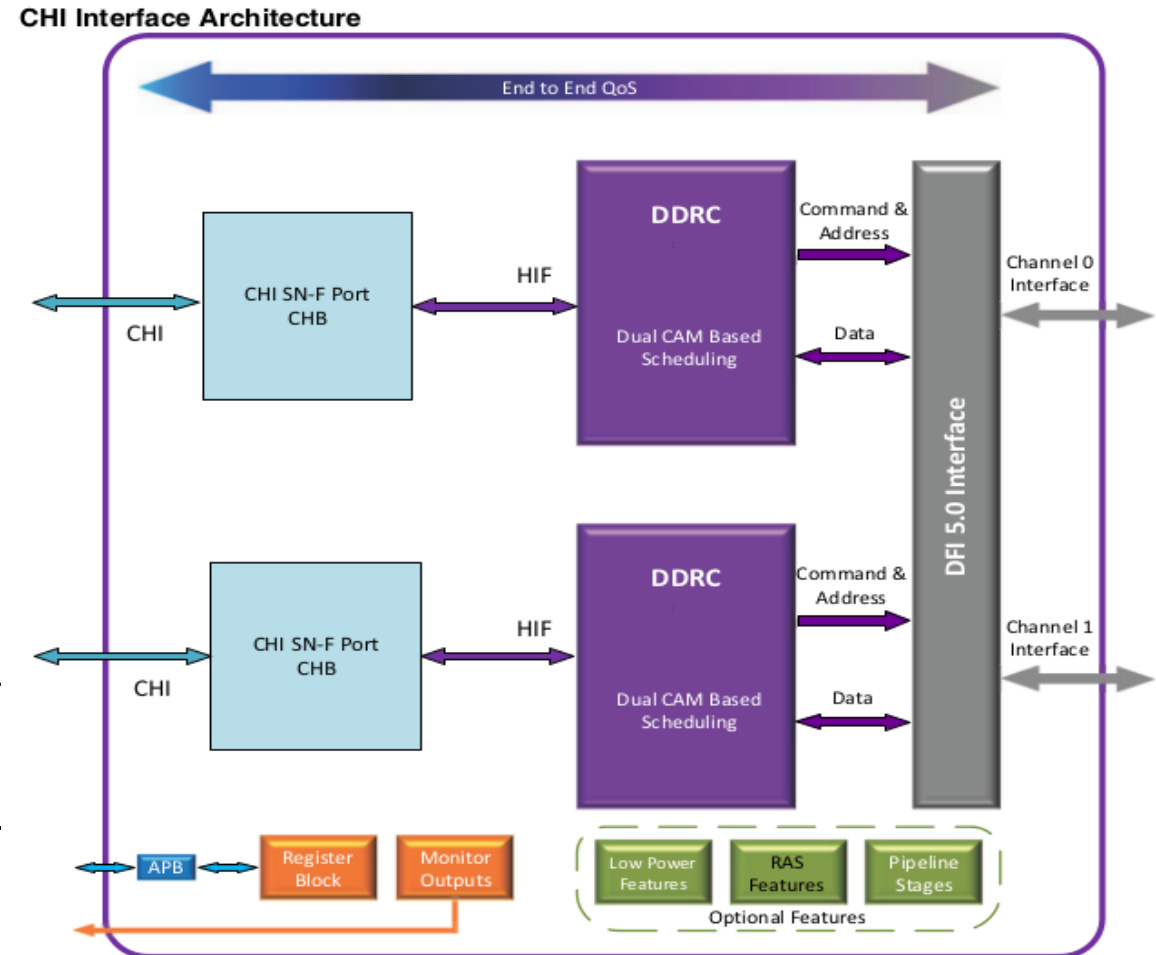 CHI Interface Architecture
End to End QoS
CHI
CHI SN-F Port
CHB
HIF
DDRC
Dual CAM Based
Scheduling
Command &
Address
Data
DFI 5.0 Interface
Channel 0
Interface
CHI
CHI SN-F Port
CHB
HIF
DDRC
Dual CAM Based
Scheduling
Command &
Address
Data
Channel 1
Interface
APB
Register
Block
Monitor
Outputs
Low Power
Features
RAS
Features
Pipeline
Stages
Optional Features